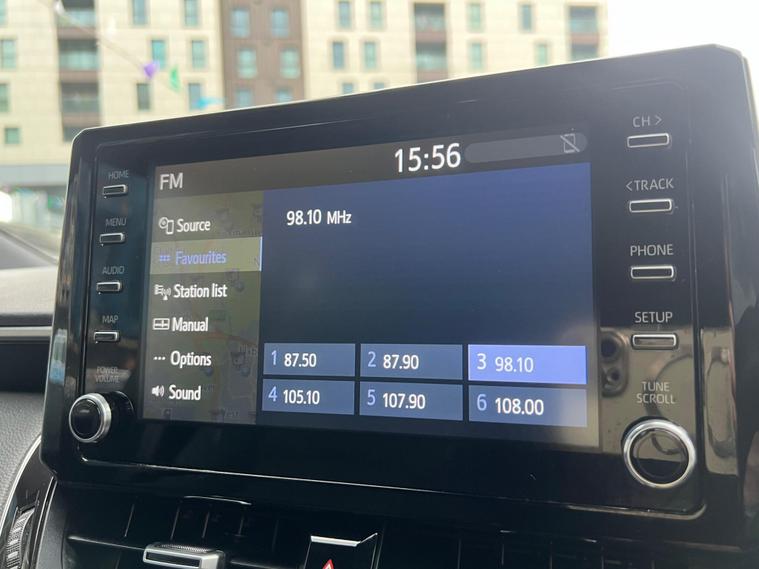 HOME
MENU
AUDIO
MAP
POWER
VOLUME
FM
15:56
Source
Favourites
Station list
Manual
Options
Sound
98.10 MHz
1 87.50
2 87.90
3 98.10
4 105.10
5 107.90
6 108.00
CH >
< TRACK
PHONE
SETUP
TUNE
SCROLL